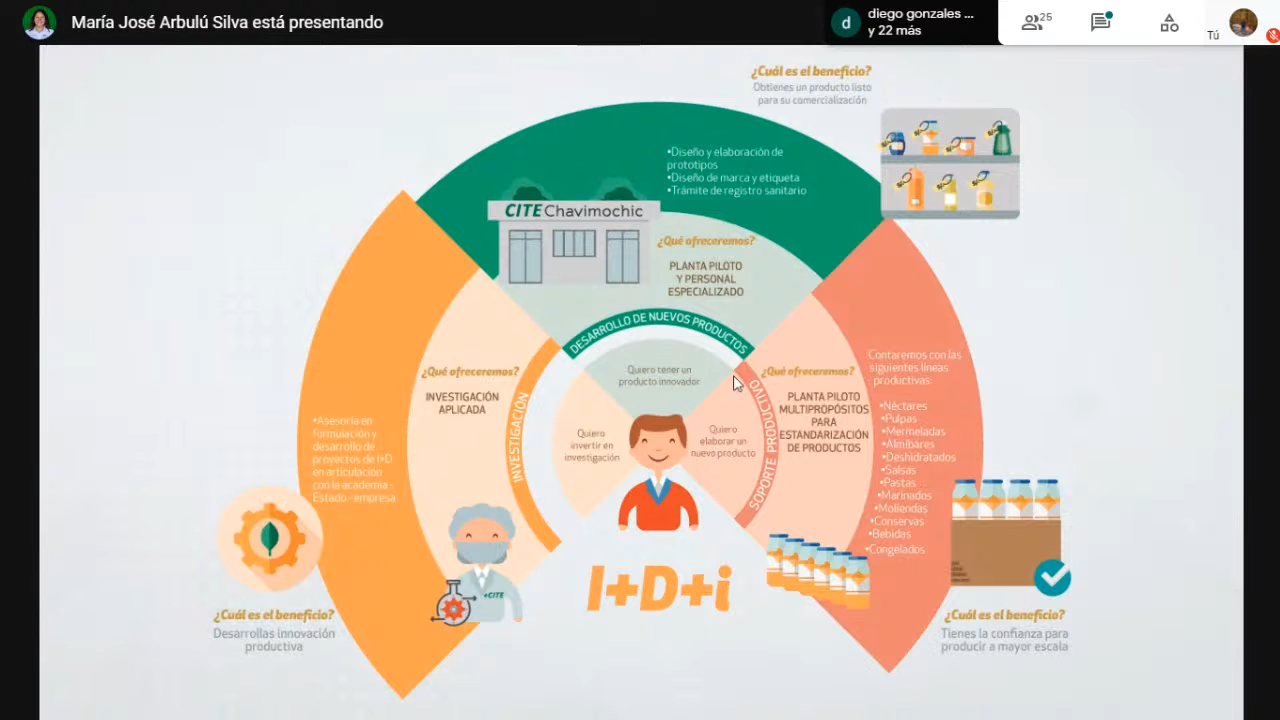 María José Arbulú Silva está presentando
diego gonzales ...
y 22 más
d
25
Tú
¿Cuál es el beneficio?
Obtienes un producto listo
para su comercialización
•Diseño y elaboración de
prototipos
•Diseño de marca y etiqueta
•Trámite de registro sanitario
CITE Chavimochic
¿Qué ofreceremos?
PLANTA PILOTO
Y PERSONAL
ESPECIALIZADO
DESARROLLO DE NUEVOS PRODUCTOS
Quiero tener un
producto innovador
¿Qué ofreceremos?
INVESTIGACIÓN
APLICADA
INVESTIGACIÓN
Quiero
invertir en
investigación
Quiero
elaborar un
nuevo producto
SOPORTE PRODUCTIVO
¿Qué ofreceremos?
PLANTA PILOTO
MULTIPROPÓSITOS
PARA
ESTANDARIZACIÓN
DE PRODUCTOS
Contaremos con las
siguientes líneas
productivas:
•Néctares
•Pulpas
•Mermeladas
•Almíbares
•Deshidratados
•Salsas
•Pastas
•Marinados
•Moliendas
•Conservas
•Bebidas
•Congelados
•Asesoría en
formulación y
desarrollo de
proyectos de I+D
en articulación
con la academia-
Estado - empresa
+CITE
I+D+i
¿Cuál es el beneficio?
Desarrollas innovación
productiva
¿Cuál es el beneficio?
Tienes la confianza para
producir a mayor escala